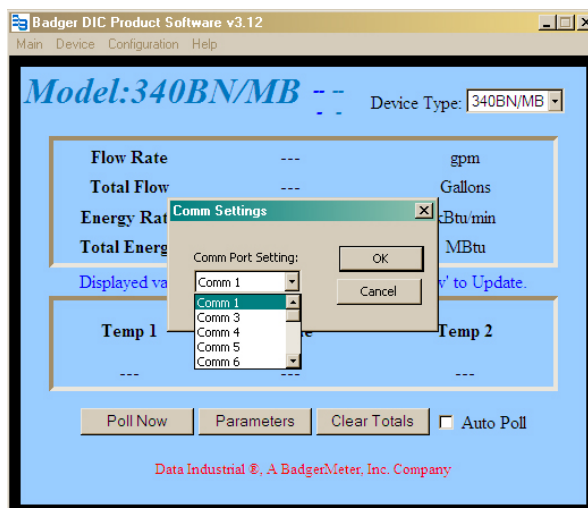 Badger DIC Product Software v3.12
Main Device Configuration Help
Model:340BN/MB -- --
- -
Device Type: 340BN/MB
Flow Rate --- gpm
Total Flow --- Gallons
Energy Rat kBtu/min
Total Energ MBtu
Comm Settings
Comm Port Setting:
Comm 1
OK
Cancel
Comm 1
Comm 3
Comm 4
Comm 5
Comm 6
Displayed va ' to Update.
Temp 1 Temp 2
--- --- ---
Poll Now Parameters Clear Totals Auto Poll
Data Industrial ®, A BadgerMeter, Inc. Company